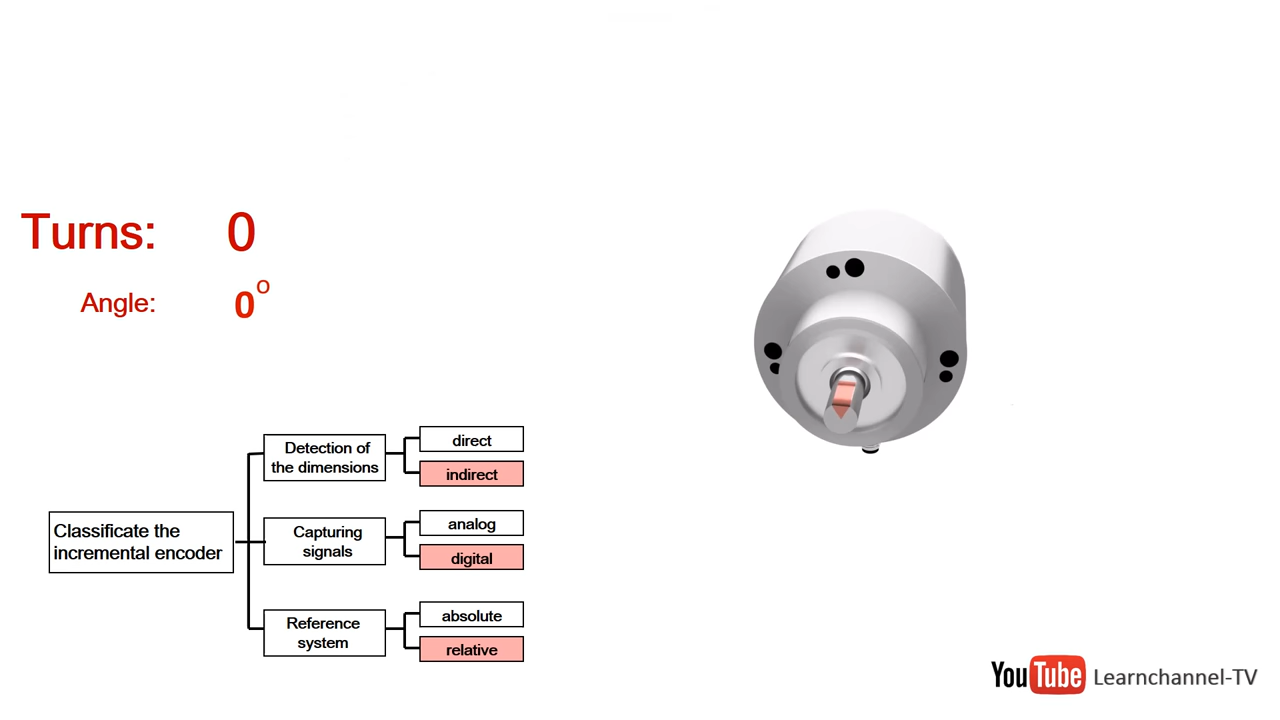 Turns: 0
Angle: 0°
Detection of
the dimensions
direct
indirect
Classificate the
incremental encoder
Capturing
signals
analog
digital
Reference
system
absolute
relative
YouTube Learnchannel-TV